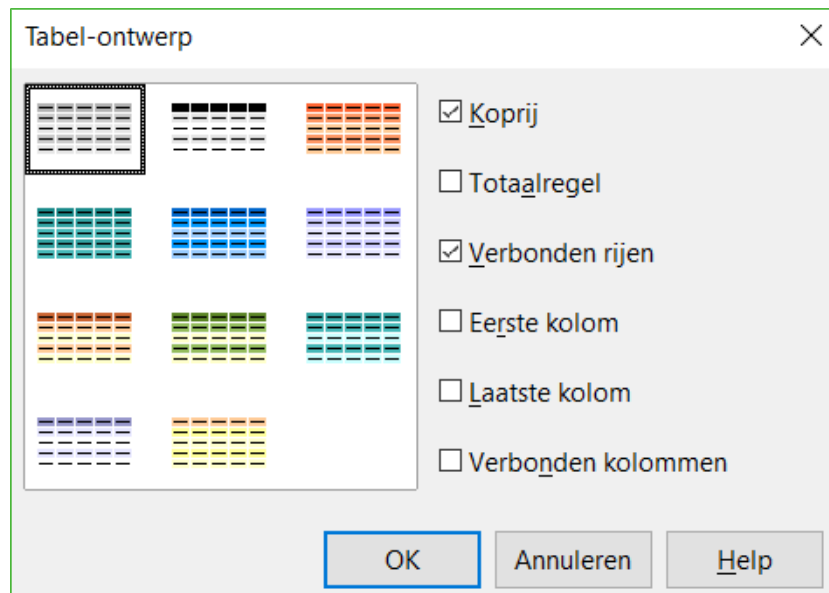 Tabel-ontwerp
Koprij
Totaalregel
Verbonden rijen
Eerste kolom
Laatste kolom
Verbonden kolommen
OK
Annuleren
Help